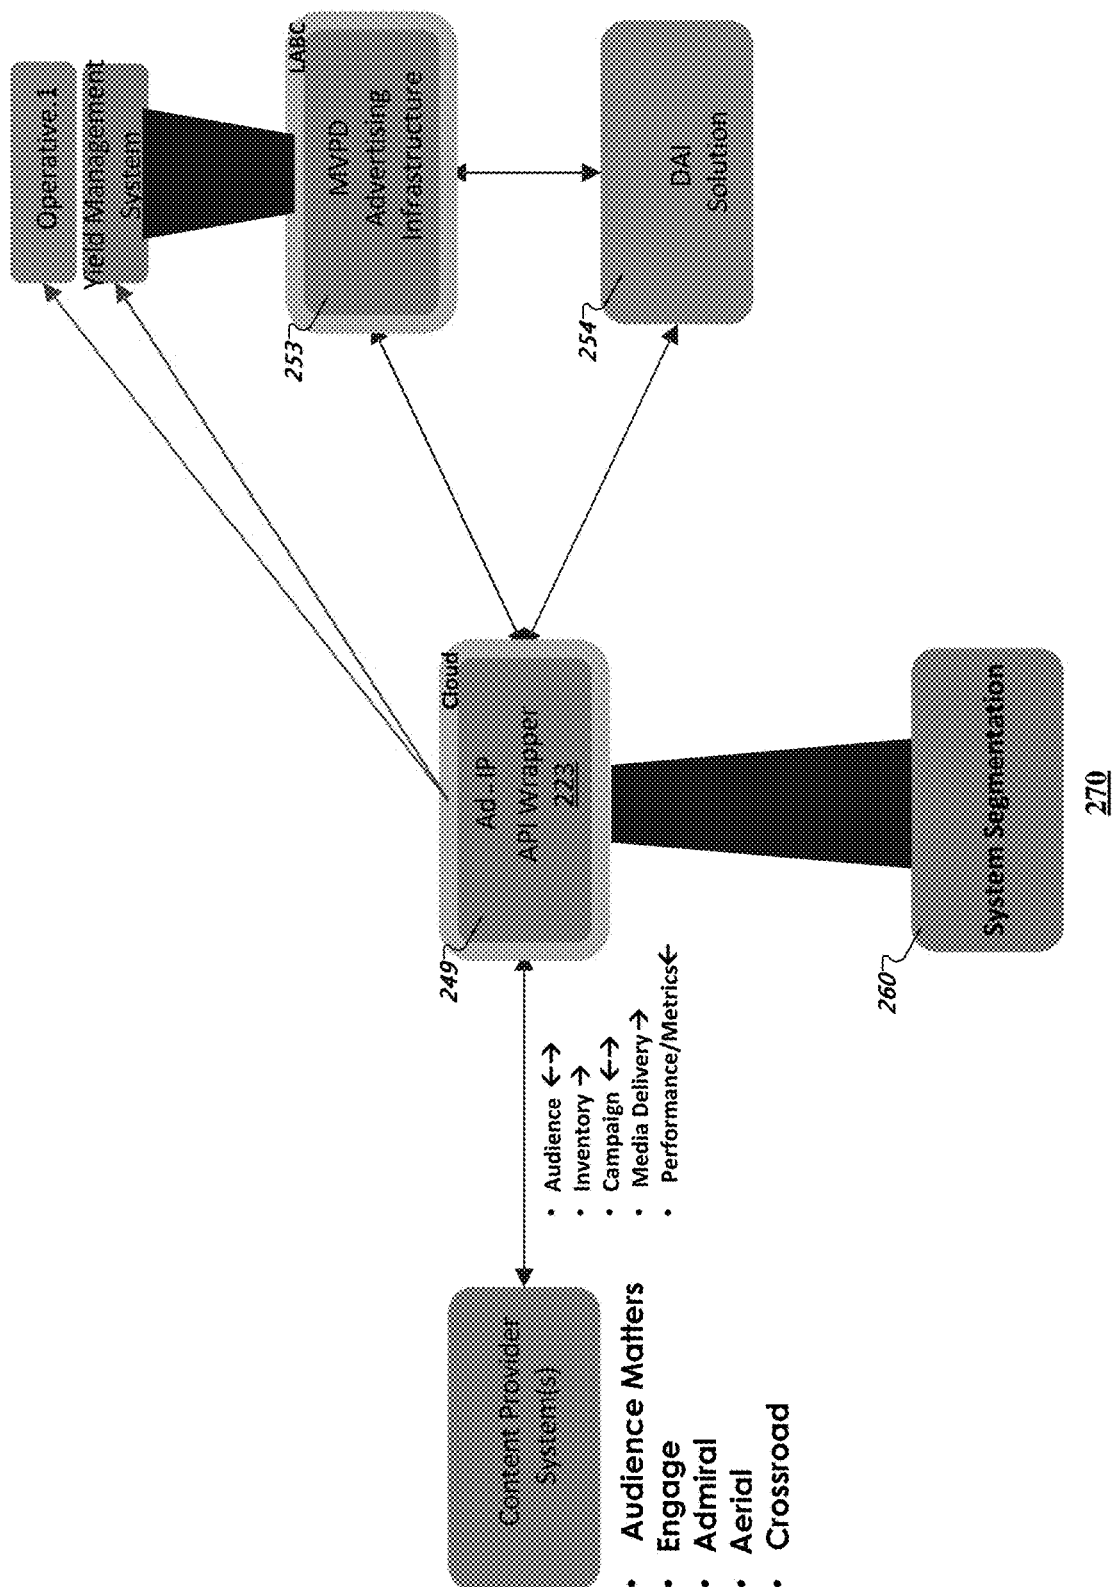 Operative.1
Yield Management
System
LABC
MVPD
Advertising
Infrastructure
253
Content Provider
System(s)
• Audience Matters
• Engage
• Admiral
• Aerial
• Crossroad
• Audience ←→
• Inventory →
• Campaign ←→
• Media Delivery →
• Performance/Metrics←
249
Cloud
Ad-IP
API Wrapper
223
254
DAI
Solution
260
System Segmentation
270